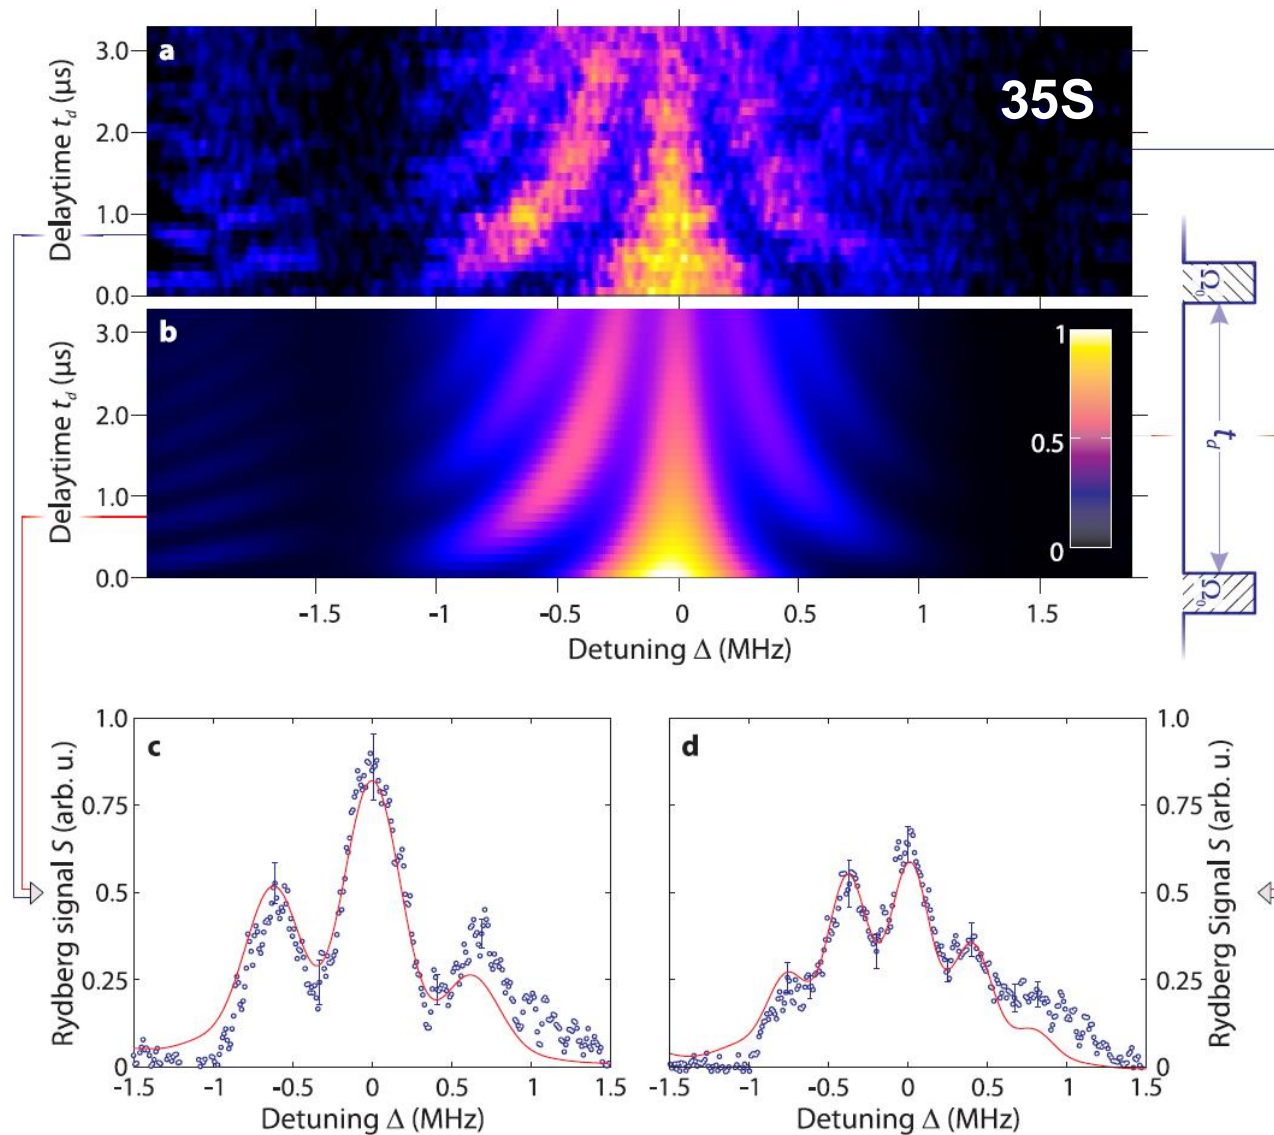 a
35S
3.0
2.0
1.0
0.0
Delaytime t_d (µs)
b
3.0
2.0
1.0
0.0
Delaytime t_d (µs)
1
0.5
0
-1.5 -1 -0.5 0 0.5 1 1.5
Detuning Δ (MHz)
Ω₀
t_d
Ω₀
c
1.0
0.75
0.5
0.25
0
Rydberg signal S (arb. u.)
-1.5 -1 -0.5 0 0.5 1 1.5
Detuning Δ (MHz)
d
1.0
0.75
0.5
0.25
0
Rydberg Signal S (arb. u.)
-1.5 -1 -0.5 0 0.5 1 1.5
Detuning Δ (MHz)